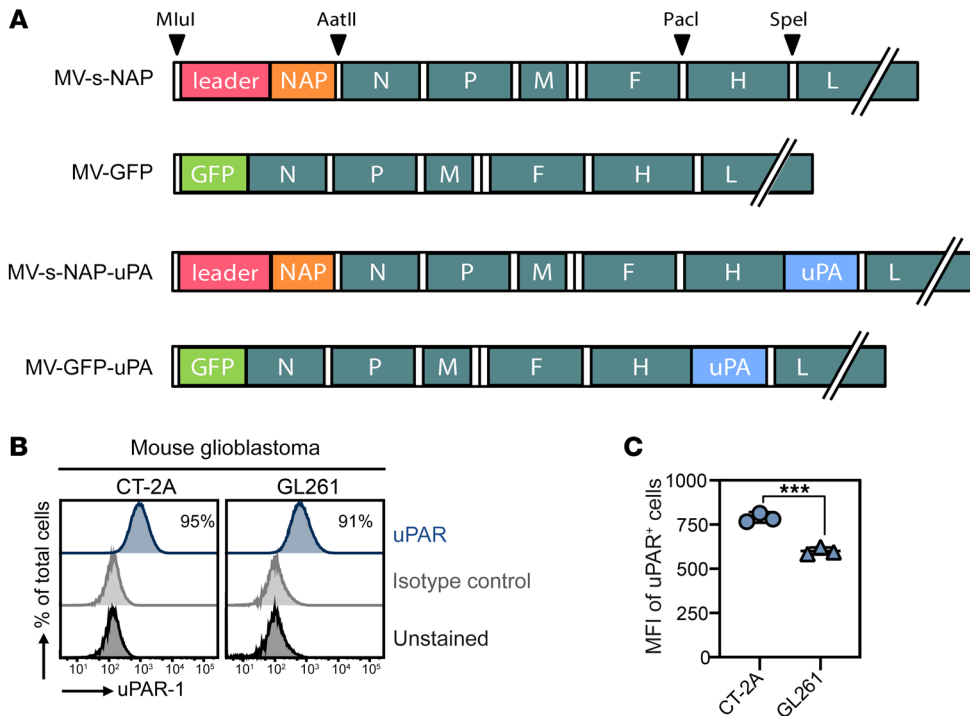 A
MluI AatII PacI SpeI
MV-s-NAP leader NAP N P M F H L
MV-GFP GFP N P M F H L
MV-s-NAP-uPA leader NAP N P M F H uPA L
MV-GFP-uPA GFP N P M F H uPA L
B
Mouse glioblastoma
CT-2A GL261
95% 91% uPAR
Isotype control
Unstained
% of total cells
10¹ 10² 10³ 10⁴ 10⁵ 10¹ 10² 10³ 10⁴ 10⁵
uPAR-1
C
MFI of uPAR⁺ cells
1000
***
750
500
250
0
CT-2A GL261